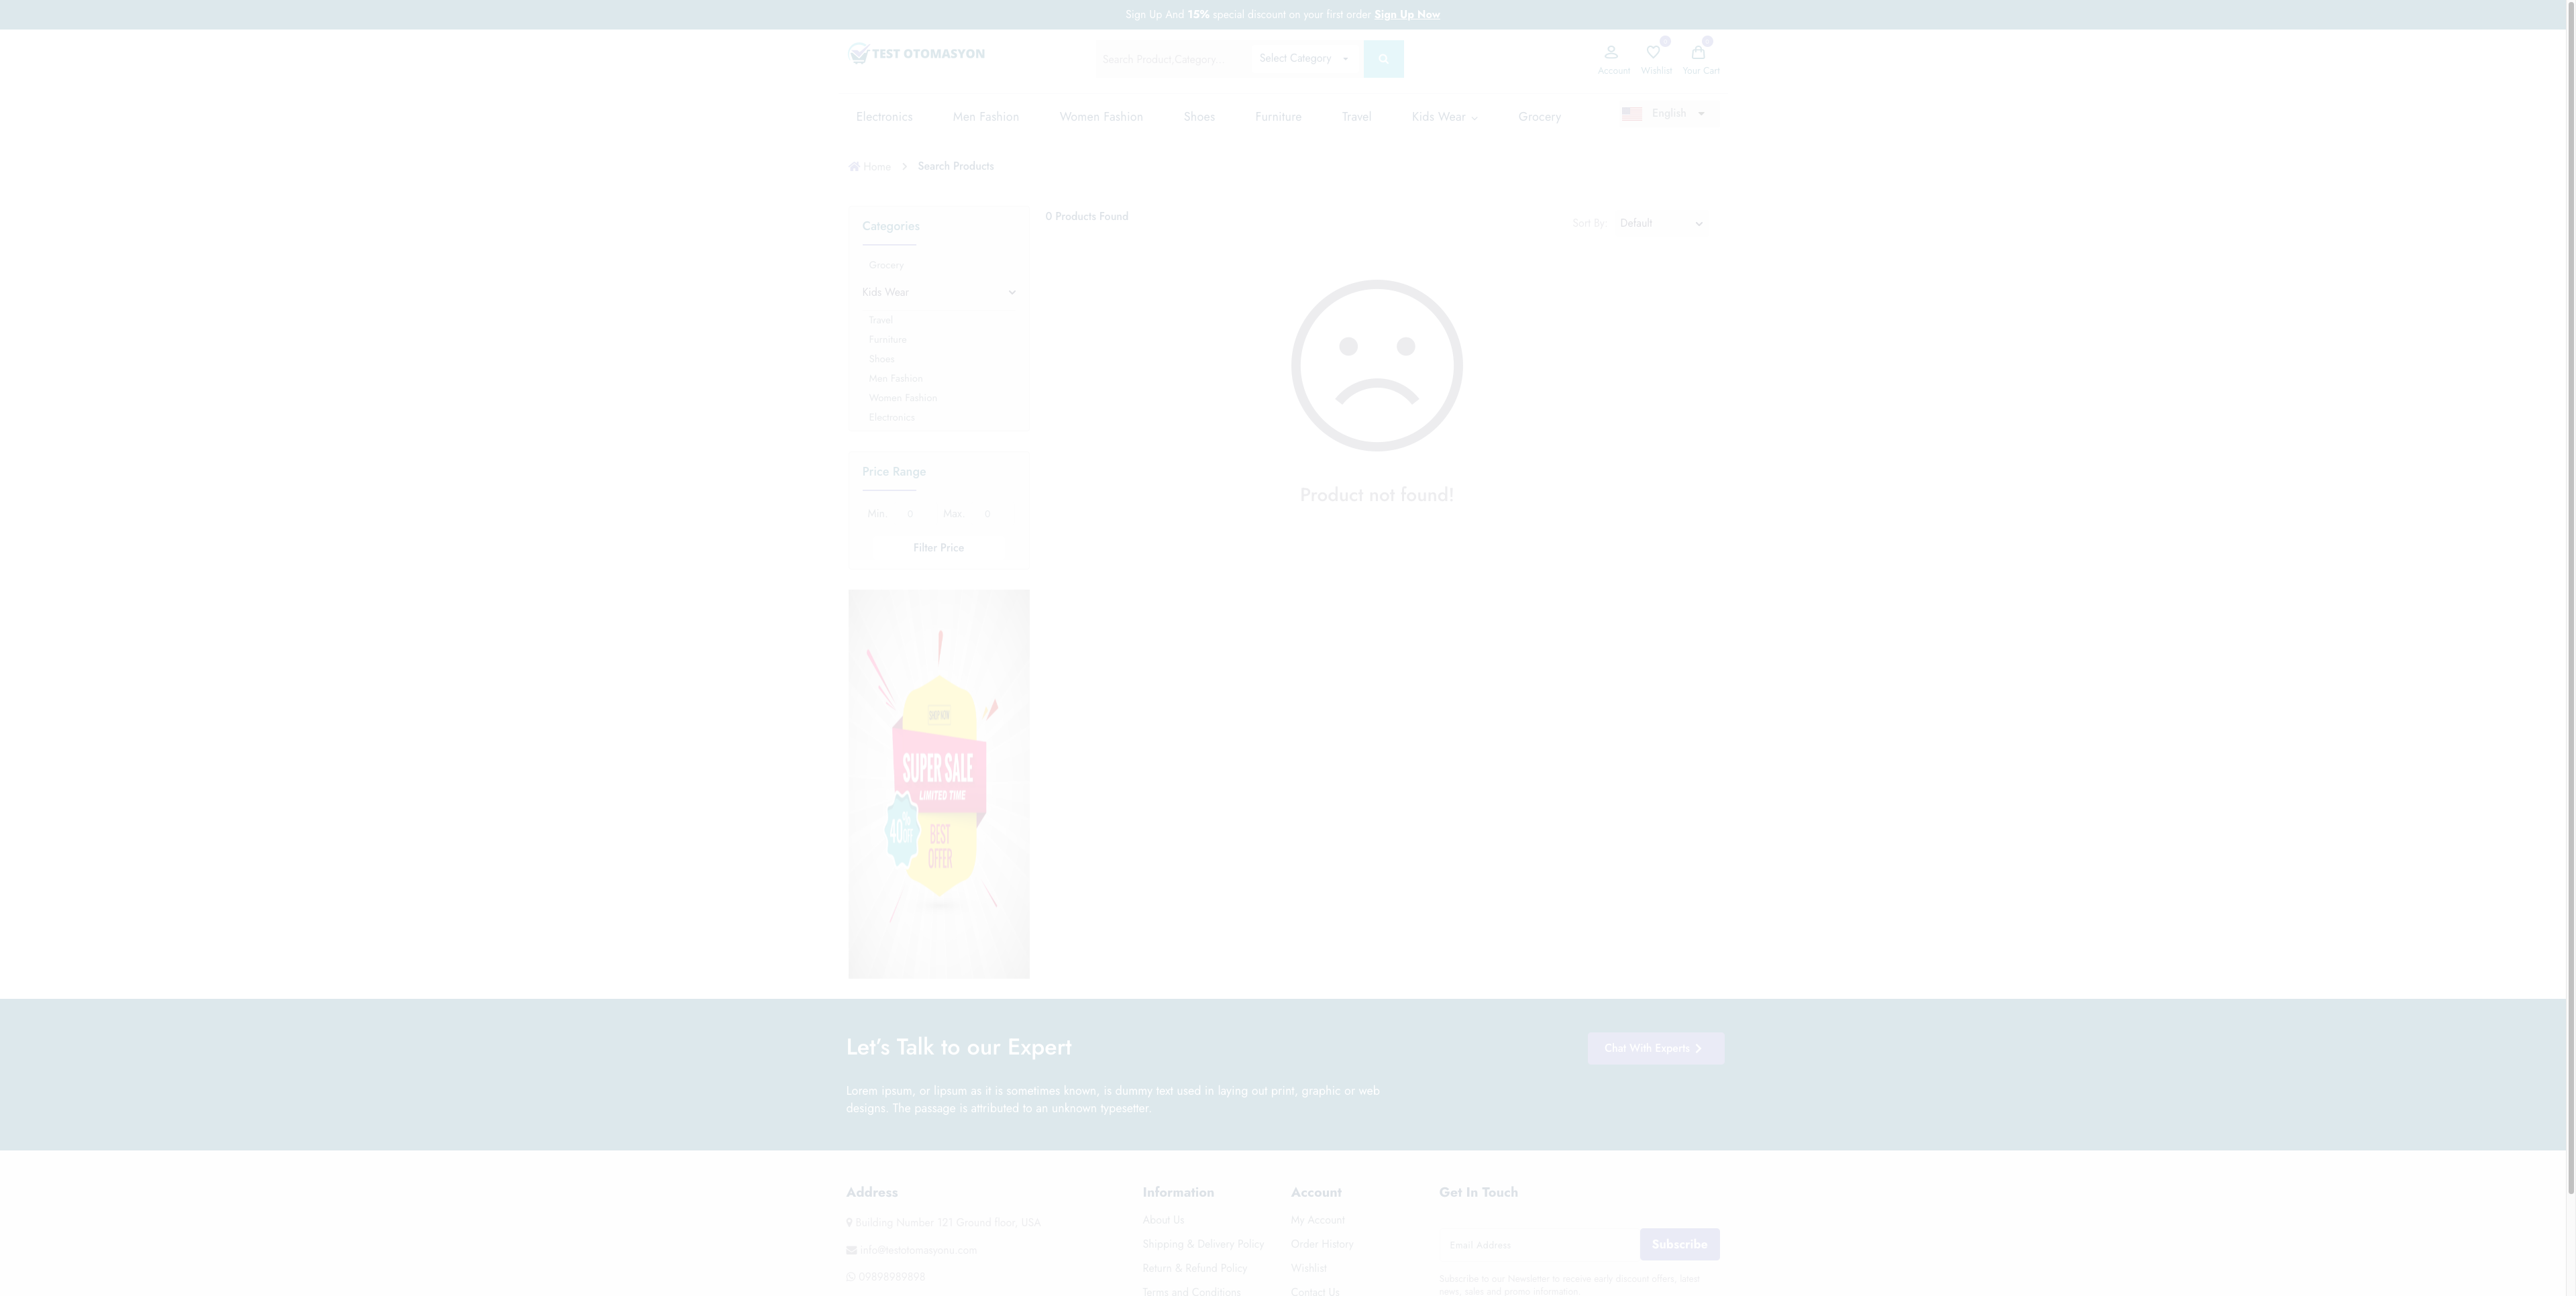 Sign Up And 15% special discount on your first order Sign Up Now
TEST OTOMASYON
Search Product,Category...
Select Category
Account
Wishlist
Your Cart
Electronics
Men Fashion
Women Fashion
Shoes
Furniture
Travel
Kids Wear
Grocery
English
Home
Search Products
Categories
Grocery
Kids Wear
Travel
Furniture
Shoes
Men Fashion
Women Fashion
Electronics
0 Products Found
Sort By:
Default
Product not found!
Price Range
Min.
0
Max.
0
Filter Price
SHOP NOW
SUPER SALE
LIMITED TIME
40% OFF
BEST
OFFER
Let's Talk to our Expert
Chat With Experts
Lorem ipsum, or lipsum as it is sometimes known, is dummy text used in laying out print, graphic or web
designs. The passage is attributed to an unknown typesetter.
Address
Building Number 121 Ground floor, USA
info@testotomasyonu.com
09898989898
Information
About Us
Shipping & Delivery Policy
Return & Refund Policy
Terms and Conditions
Account
My Account
Order History
Wishlist
Contact Us
Get In Touch
Email Address
Subscribe
Subscribe to our Newsletter to receive early discount offers, latest
news, sales and promo information.